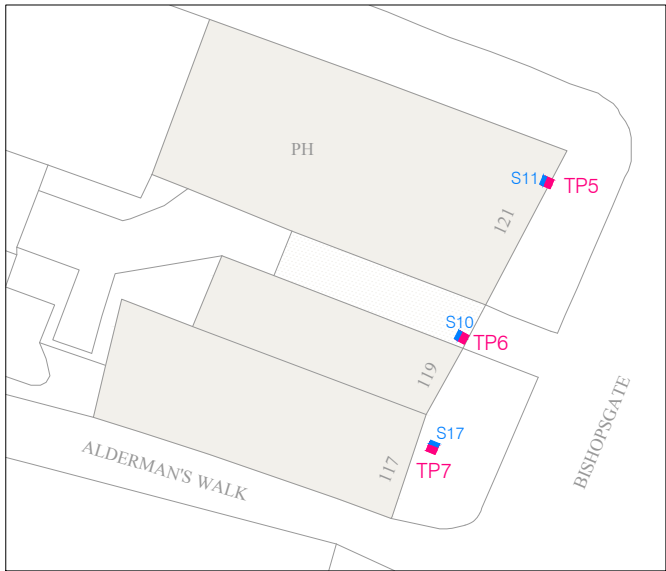 PH
S11
TP5
121
S10
TP6
119
S17
117
TP7
BISHOPSGATE
ALDERMAN'S WALK